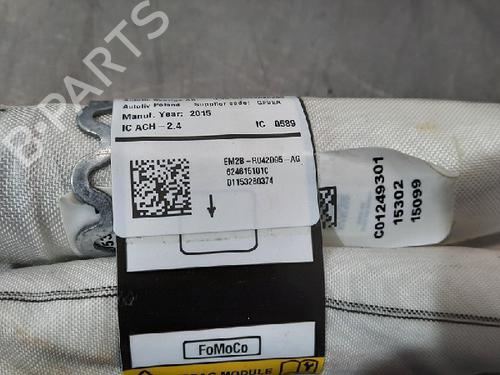 Autoliv Poland Supplier code:
Manuf. Year: 2015
IC ACH-2.4 IC 0589
EM2B-R042D95-AG
624615101C
01153280374
C01249301
15302
15099
FoMoCo
MODULE
B-PARTS